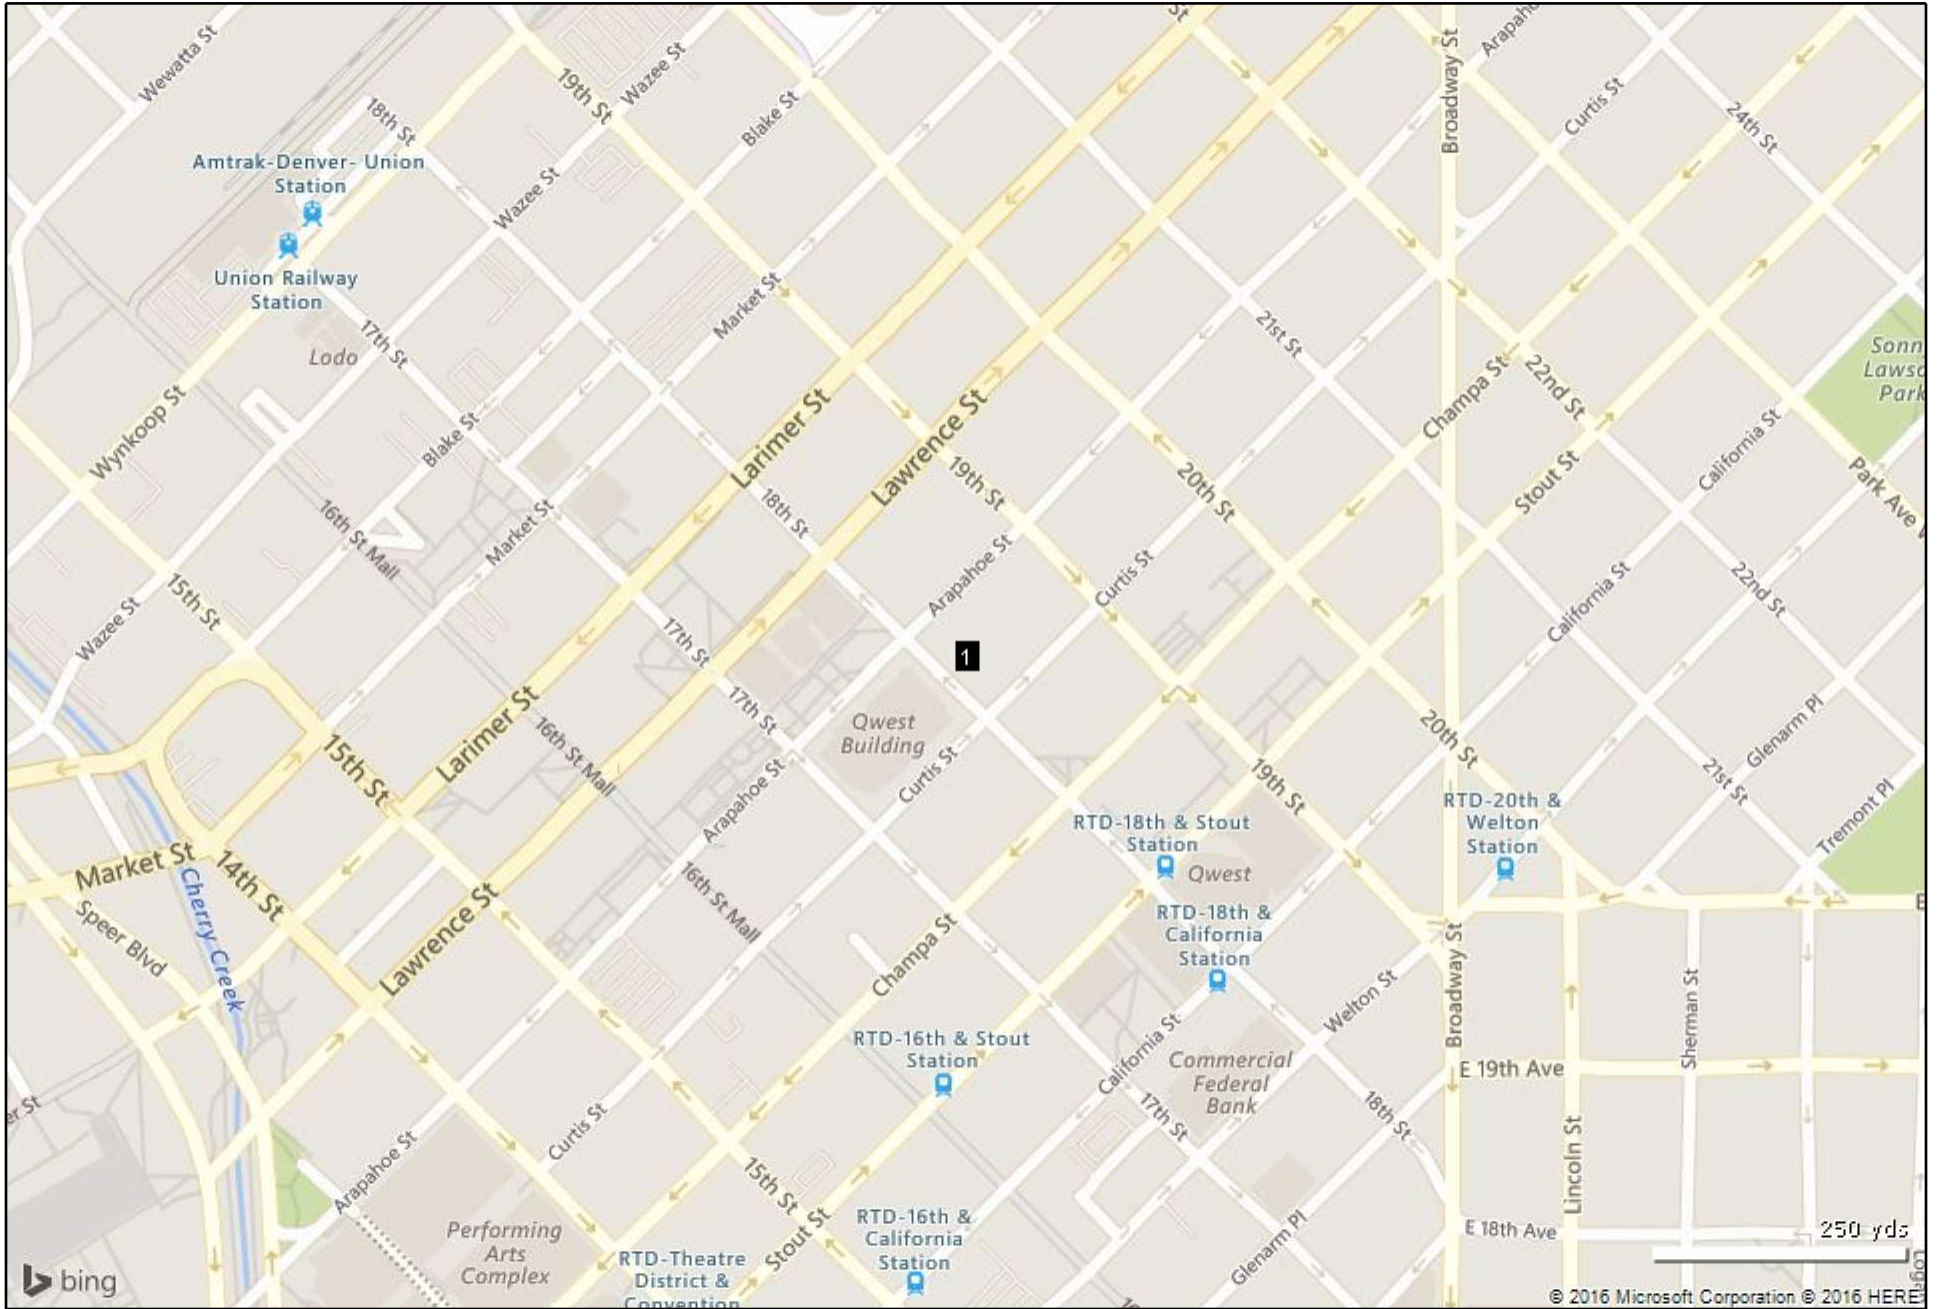 St
Arapaho
Wewatta St
19th St
Wazee St
Blake St
18th St
Broadway St
Curtis St
24th St
Amtrak-Denver- Union
Station
Wazee St
Union Railway
Station
Market St
17th St
Lodo
21st St
Sonn
Lawso
Park
Wynkoop St
Blake St
Larimer St
Lawrence St
Champa St
22nd St
California St
16th St Mall
Market St
18th St
19th St
20th St
Stout St
Park Ave W
Arapahoe St
Curtis St
15th St
Wazee St
17th St
California St
22nd St
1
Larimer St
16th St Mall
17th St
Qwest
Building
Curtis St
20th St
Glenarm Pl
15th St
Arapahoe St
19th St
21st St
Tremont Pl
RTD-18th & Stout
Station
RTD-20th &
Welton
Station
Market St
14th St
Cherry Creek
Speer Blvd
Lawrence St
16th St Mall
Qwest
RTD-18th &
California
Station
E
Champa St
Broadway St
Welton St
Sherman St
RTD-16th & Stout
Station
California St
Commercial
Federal
Bank
E 19th Ave
er St
Arapahoe St
Curtis St
17th St
18th St
Lincoln St
15th St
Performing
Arts
Complex
RTD-16th &
California
Station
Stout St
Glenarm Pl
E 18th Ave
250 yds
RTD-Theatre
District &
Convention
Loga
bing
© 2016 Microsoft Corporation © 2016 HERE